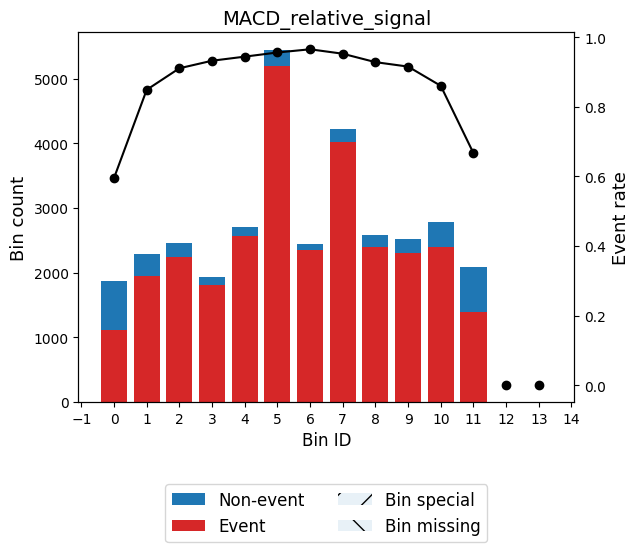 MACD_relative_signal
Bin count
5000
4000
3000
2000
1000
0
1.0
0.8
0.6
0.4
0.2
0.0
Event rate
−1 0 1 2 3 4 5 6 7 8 9 10 11 12 13 14
Bin ID
Non-event Bin special
Event Bin missing